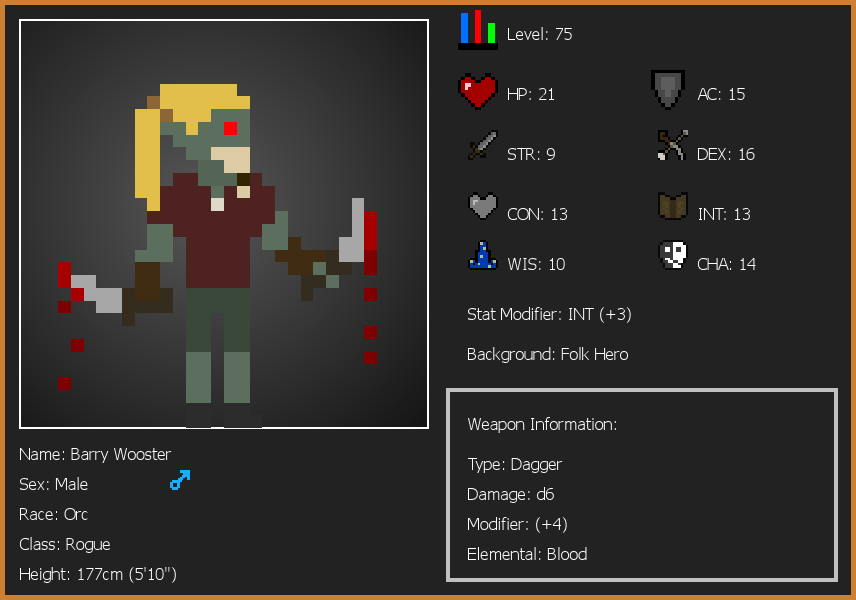 Level: 75
HP: 21
AC: 15
STR: 9
DEX: 16
CON: 13
INT: 13
WIS: 10
CHA: 14
Stat Modifier: INT (+3)
Background: Folk Hero
Weapon Information:
Type: Dagger
Damage: d6
Modifier: (+4)
Elemental: Blood
Name: Barry Wooster
Sex: Male
Race: Orc
Class: Rogue
Height: 177cm (5'10")